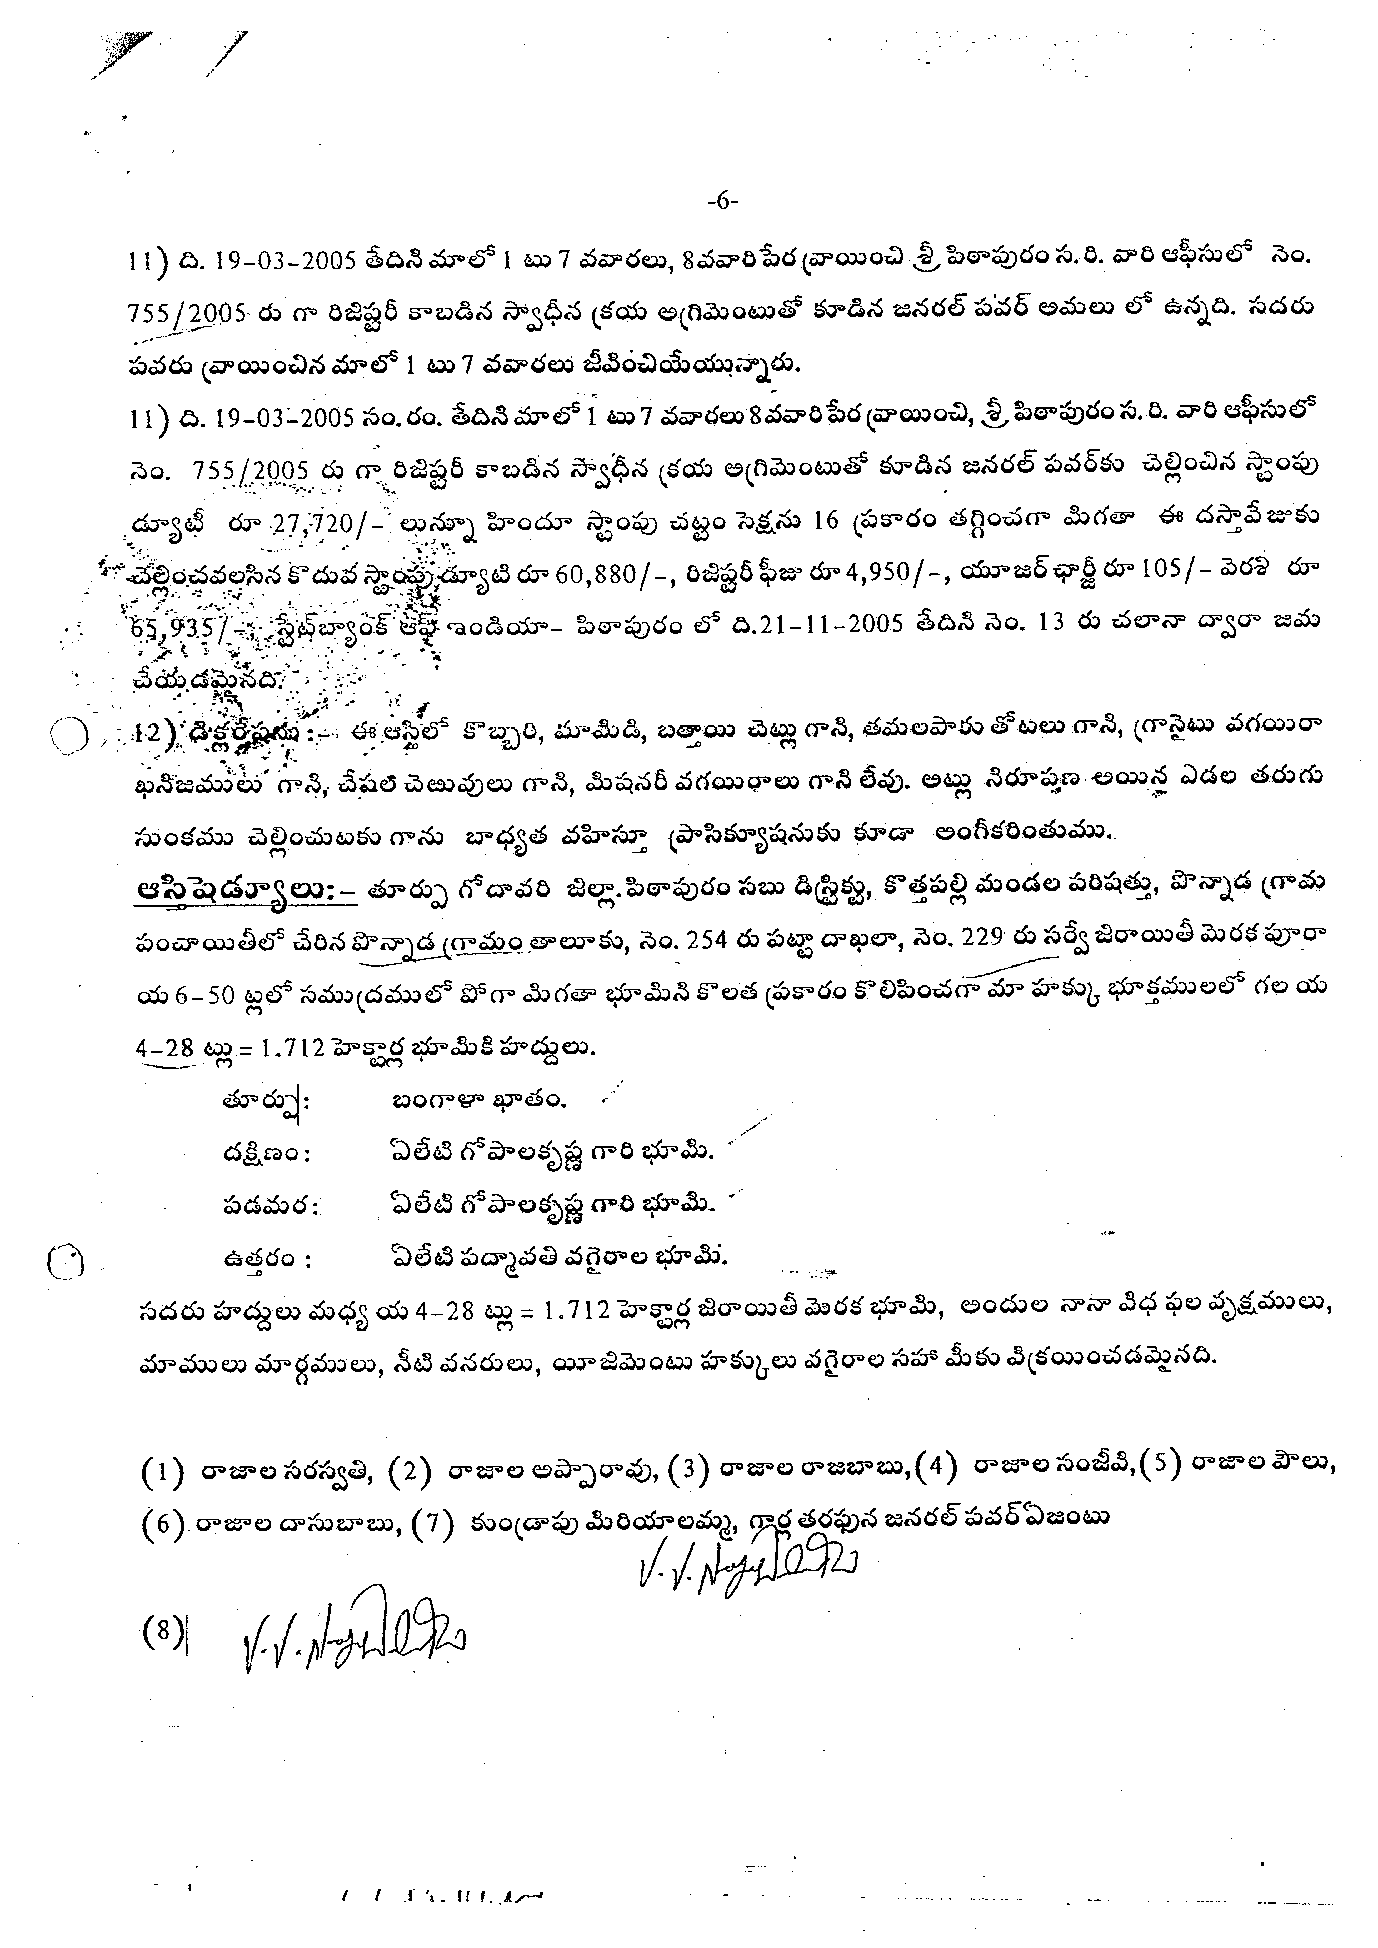 -6-
11) ది. 19-03-2005 తేదిని మాలో 1 టు 7 వవారలు, 8వవారిపేర వ్రాయించి శ్రీ పిఠాపురం స.రి. వారి ఆఫీసులో నెం.
755/2005 రు గా రిజిష్టరీ కాబడిన స్వాధీన క్రయ అగ్రిమెంటుతో కూడిన జనరల్ పవర్ అమలు లో ఉన్నది. సదరు
పవరు వ్రాయించిన మాలో 1 టు 7 వవారలు జీవించియేయున్నారు.
11) ది. 19-03-2005 సం.రం. తేదిని మాలో 1 టు 7 వవారలు 8వవారిపేర వ్రాయించి, శ్రీ పిఠాపురం స.రి. వారి ఆఫీసులో
నెం. 755/2005 రు గా రిజిష్టరీ కాబడిన స్వాధీన క్రయ అగ్రిమెంటుతో కూడిన జనరల్ పవర్‌కు చెల్లించిన స్టాంపు
డ్యూటీ రూ 27,720/- లున్నూ హిందూ స్టాంపు చట్టం సెక్షను 16 ప్రకారం తగ్గించగా మిగతా ఈ దస్తావేజుకు
చెల్లించవలసిన కొదువ స్టాంపు డ్యూటి రూ 60,880/-, రిజిష్టరీ ఫీజు రూ 4,950/-, యూజర్ ఛార్జీ రూ 105/- వెరశి రూ
65,935/- స్టేట్‌బ్యాంక్ ఆఫ్ ఇండియా- పిఠాపురం లో ది.21-11-2005 తేదిని నెం. 13 రు చలానా ద్వారా జమ
చేయడమైనది.
12) డిక్లరేషను :- ఈ ఆస్తిలో కొబ్బరి, మామిడి, బత్తాయి చెట్లు గాని, తమలపాకు తోటలు గాని, గ్రానైటు వగయిరా
ఖనిజములు గాని, చేపల చెఱువులు గాని, మిషనరీ వగయిరాలు గాని లేవు. అట్లు నిరూపణ అయిన ఎడల తరుగు
సుంకము చెల్లించుటకు గాను బాధ్యత వహిస్తూ ప్రాసిక్యూషనుకు కూడా అంగీకరింతుము.
ఆస్తిషెడ్యూలు:- తూర్పు గోదావరి జిల్లా పిఠాపురం సబు డిస్ట్రిక్టు, కొత్తపల్లి మండల పరిషత్తు, పొన్నాడ గ్రామ
పంచాయితీలో చేరిన పొన్నాడ గ్రామం తాలూకు, నెం. 254 రు పట్టా దాఖలా, నెం. 229 రు సర్వే జిరాయితీ మెరక పూరా
య 6-50 ట్లలో సముద్రములో పోగా మిగతా భూమిని కొలత ప్రకారం కొలిపించగా మా హక్కు భూక్తములలో గల య
4-28 ట్లు = 1.712 హెక్టార్ల భూమికి హద్దులు.
తూర్పు: బంగాళా ఖాతం.
దక్షిణం: ఏలేటి గోపాలకృష్ణ గారి భూమి.
పడమర: ఏలేటి గోపాలకృష్ణ గారి భూమి.
ఉత్తరం : ఏలేటి పద్మావతి వగైరాల భూమి.
సదరు హద్దులు మధ్య య 4-28 ట్లు = 1.712 హెక్టార్ల జిరాయితీ మెరక భూమి, అందుల నానా విధ ఫల వృక్షములు,
మాములు మార్గములు, నీటి వనరులు, యీజిమెంటు హక్కులు వగైరాల సహా మీకు విక్రయించడమైనది.
(1) రాజాల సరస్వతి, (2) రాజాల అప్పారావు, (3) రాజాల రాజబాబు, (4) రాజాల సంజీవి, (5) రాజాల పౌలు,
(6) రాజాల దాసుబాబు, (7) కుండ్రాపు మిరియాలమ్మ, గార్ల తరఫున జనరల్ పవర్ ఏజంటు
(8)